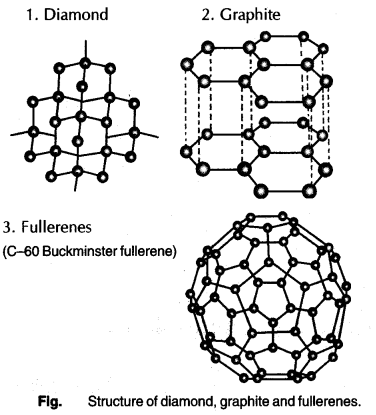 1. Diamond
2. Graphite
3. Fullerenes
(C–60 Buckminster fullerene)
Fig. Structure of diamond, graphite and fullerenes.